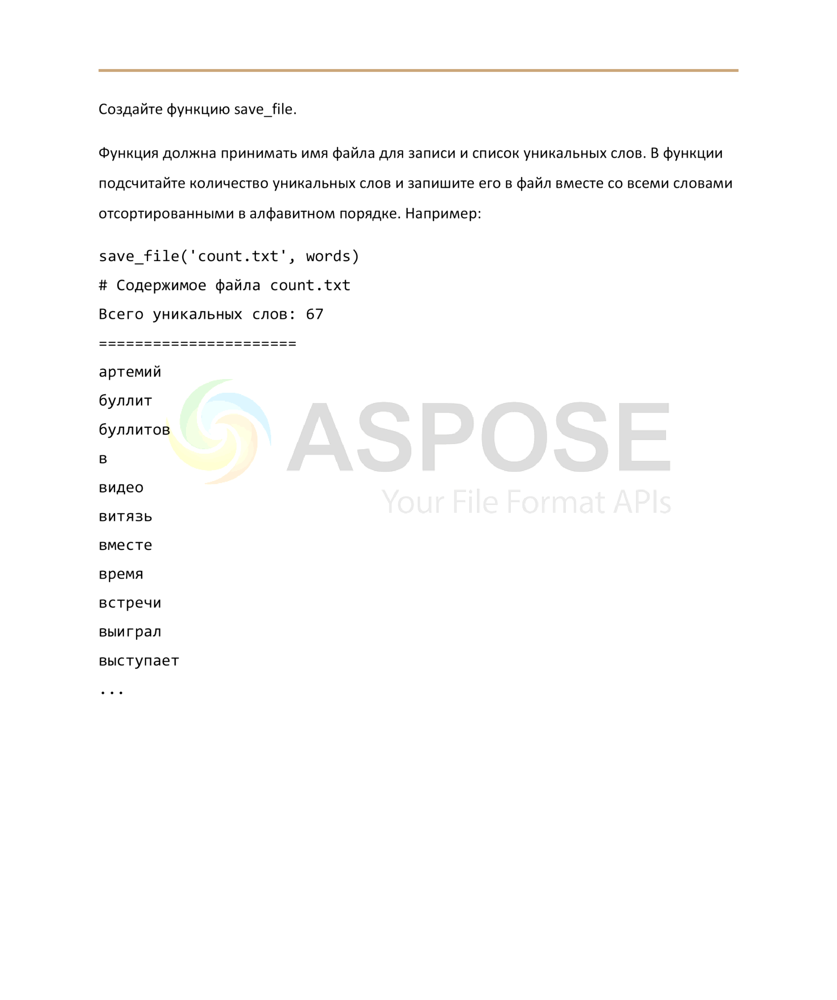 Создайте функцию save_file.
Функция должна принимать имя файла для записи и список уникальных слов. В функции
подсчитайте количество уникальных слов и запишите его в файл вместе со всеми словами
отсортированными в алфавитном порядке. Например:
save_file('count.txt', words)
# Содержимое файла count.txt
Всего уникальных слов: 67
======================
артемий
буллит
буллитов
в
видео
витязь
вместе
время
встречи
выиграл
выступает
...
ASPOSE
Your File Format APIs